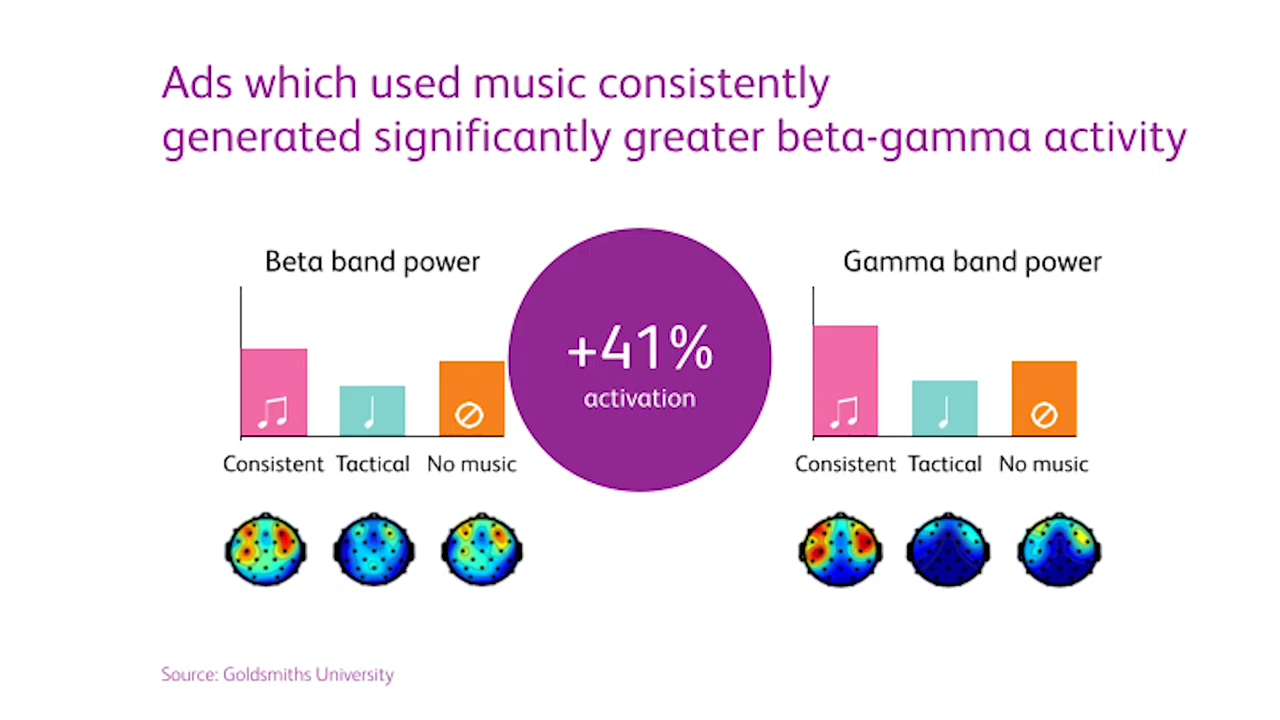 Ads which used music consistently
generated significantly greater beta-gamma activity
Beta band power
+41%
activation
Gamma band power
Consistent Tactical No music
Consistent Tactical No music
Source: Goldsmiths University